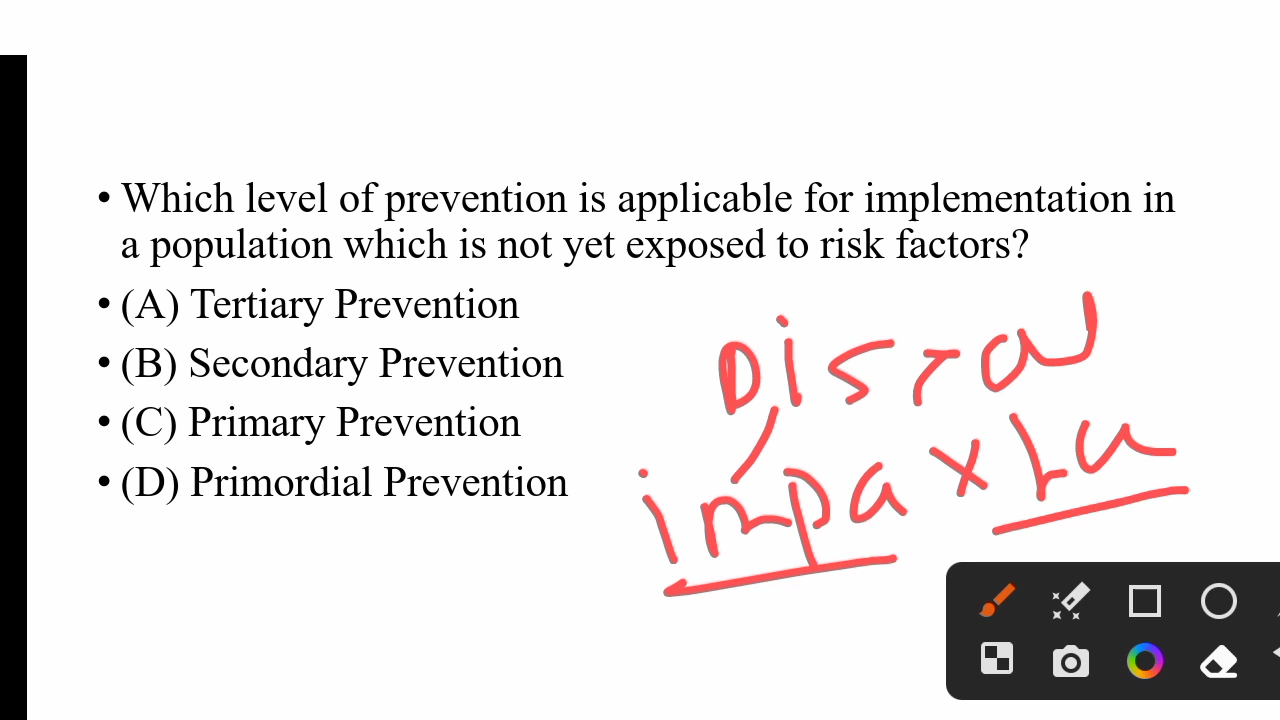 • Which level of prevention is applicable for implementation in
a population which is not yet exposed to risk factors?
• (A) Tertiary Prevention
• (B) Secondary Prevention
• (C) Primary Prevention
• (D) Primordial Prevention